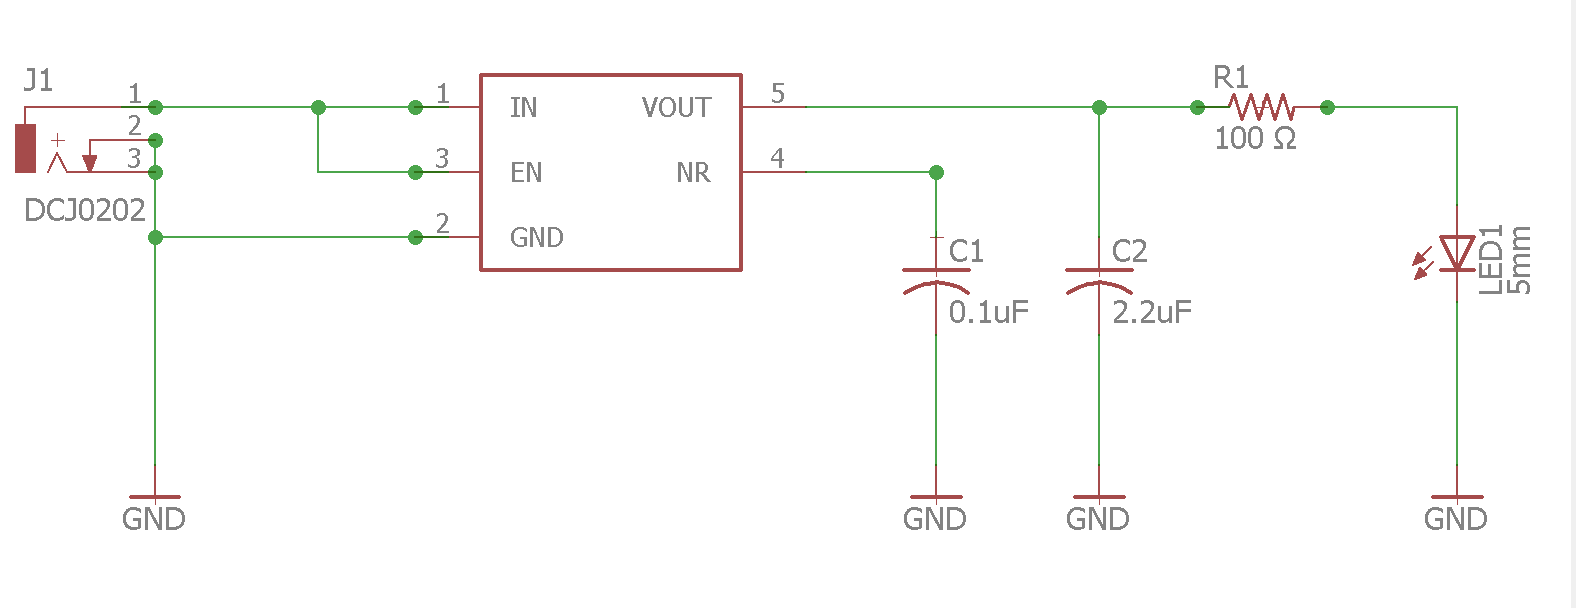 J1
1
2
3
DCJ0202
1
3
2
IN
EN
GND
VOUT
NR
5
4
C1
0.1uF
C2
2.2uF
R1
100 Ω
LED1
5mm
GND
GND
GND
GND